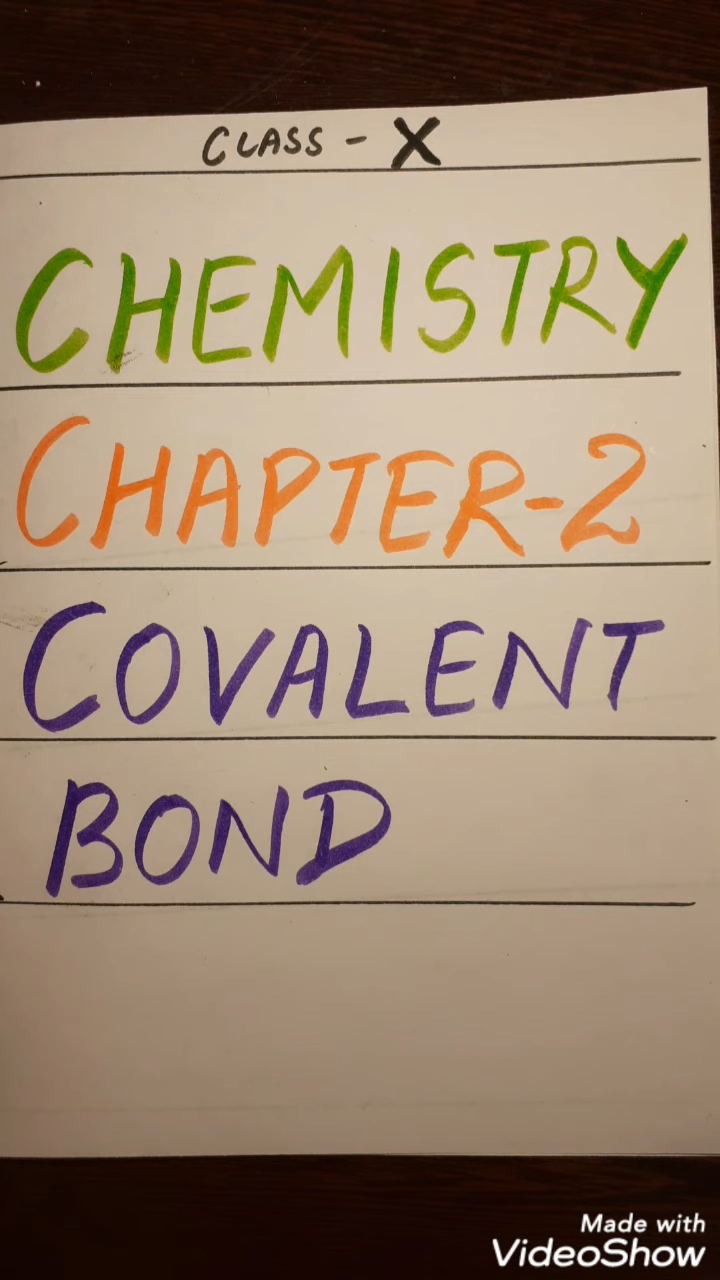 CLASS - X
CHEMISTRY
CHAPTER-2
COVALENT
BOND
Made with
VideoShow